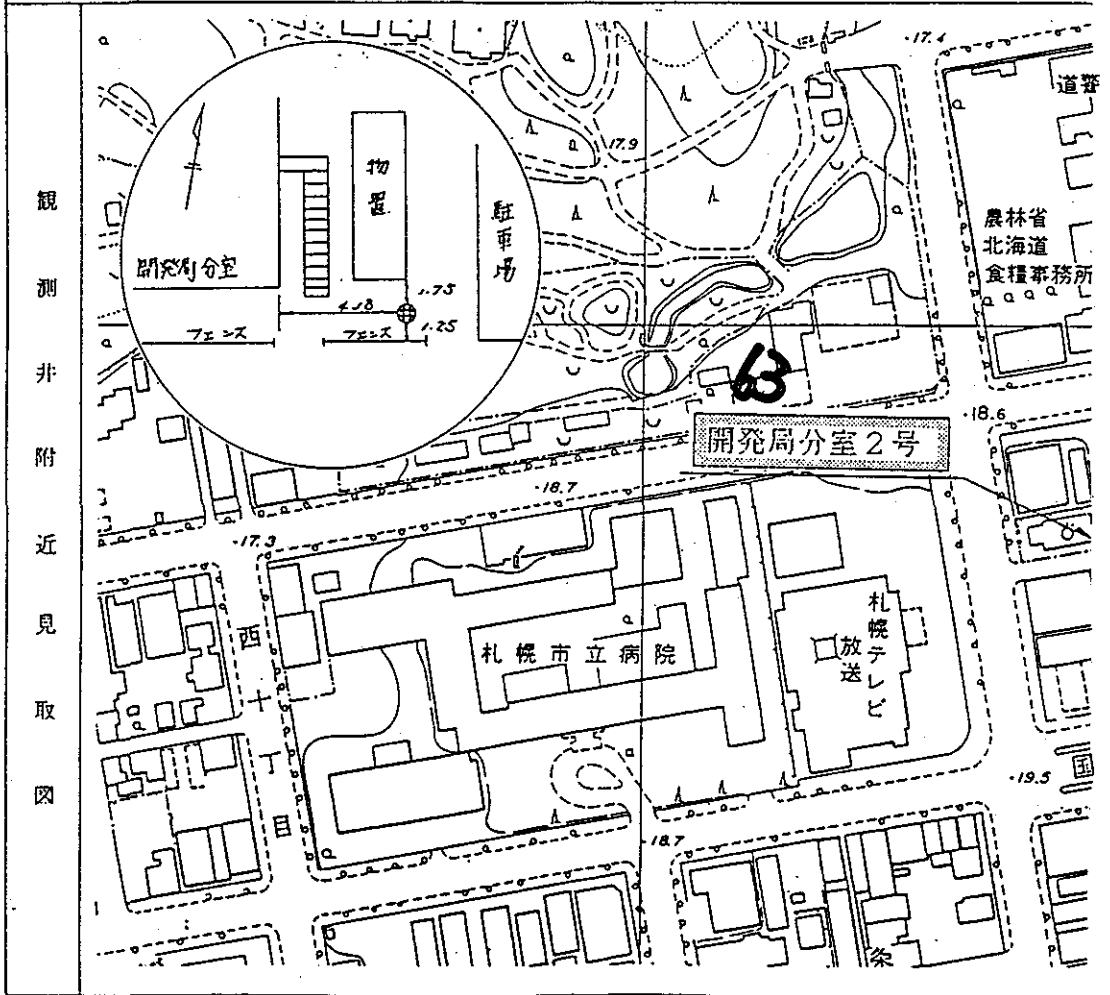 観測井附近見取図
物置
駐車場
開発局分室
4.18
1.75
1.25
フェンス
フェンス
17.4
17.9
農林省
北海道
食糧事務所
63
開発局分室2号
18.6
18.7
17.3
札幌市立病院
札幌テレビ
放送
西十丁目
19.5
18.7
国
条